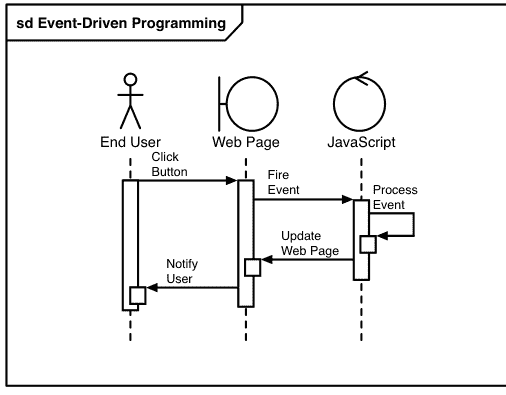 sd Event-Driven Programming
End User
Web Page
JavaScript
Click
Button
Fire
Event
Process
Event
Update
Web Page
Notify
User